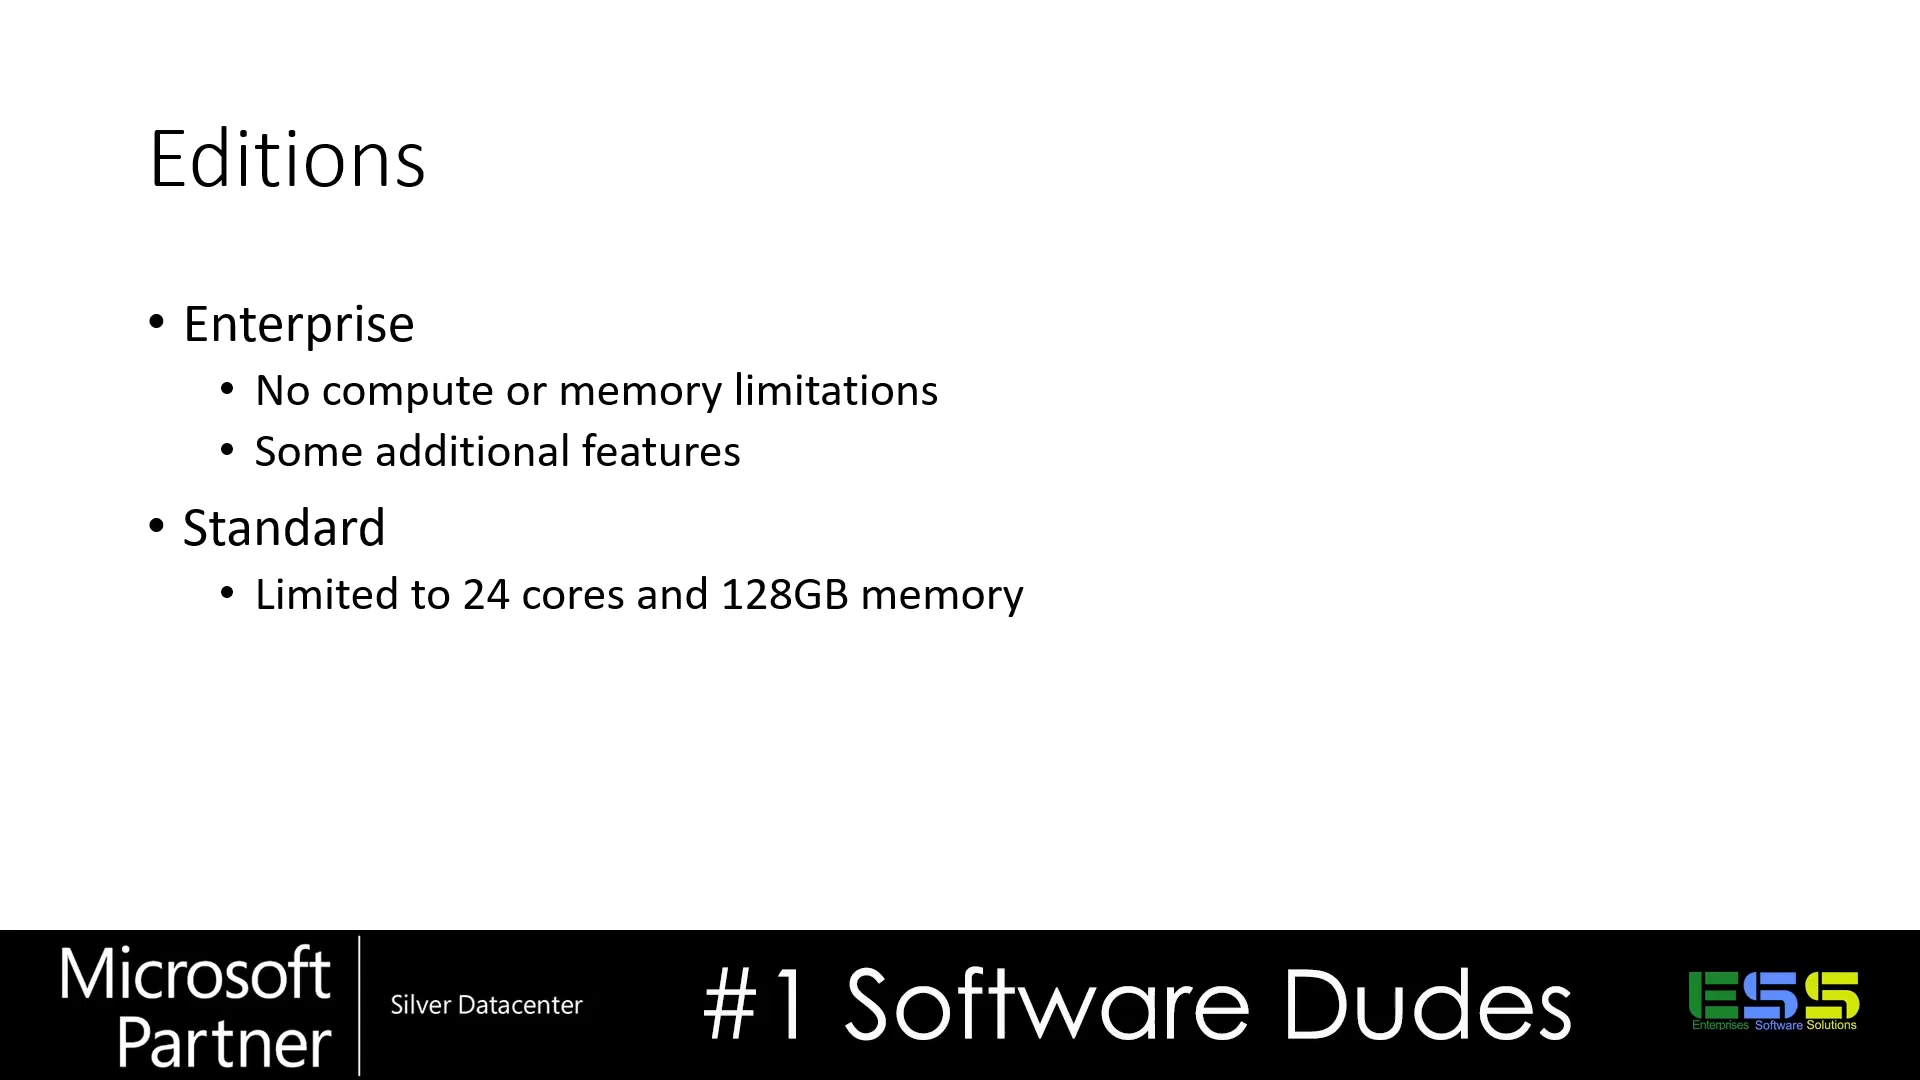 Editions
• Enterprise
• No compute or memory limitations
• Some additional features
• Standard
• Limited to 24 cores and 128GB memory
Microsoft
Partner
Silver Datacenter
#1 Software Dudes
ESS
Enterprises Software Solutions